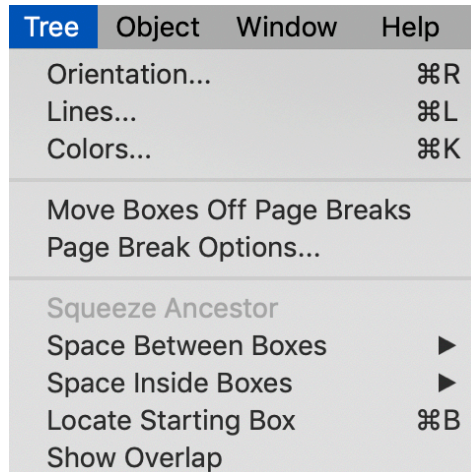 Tree Object Window Help
Orientation... ⌘R
Lines... ⌘L
Colors... ⌘K
Move Boxes Off Page Breaks
Page Break Options...
Squeeze Ancestor
Space Between Boxes ▶
Space Inside Boxes ▶
Locate Starting Box ⌘B
Show Overlap